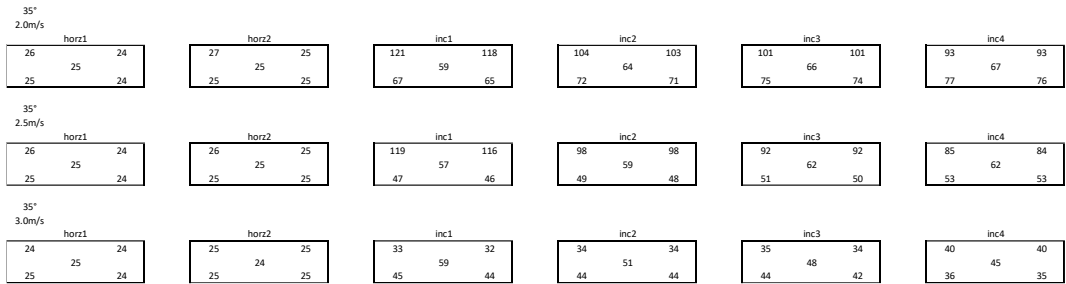 35°
2.0m/s
horz1 horz2 inc1 inc2 inc3 inc4
26 24 27 25 121 118 104 103 101 101 93 93
25 25 59 64 66 67
25 24 25 25 67 65 72 71 75 74 77 76
35°
2.5m/s
horz1 horz2 inc1 inc2 inc3 inc4
26 24 26 25 119 116 98 98 92 92 85 84
25 25 57 59 62 62
25 24 25 25 47 46 49 48 51 50 53 53
35°
3.0m/s
horz1 horz2 inc1 inc2 inc3 inc4
24 24 25 25 33 32 34 34 35 34 40 40
25 24 59 51 48 45
25 24 25 25 45 44 44 44 44 42 36 35